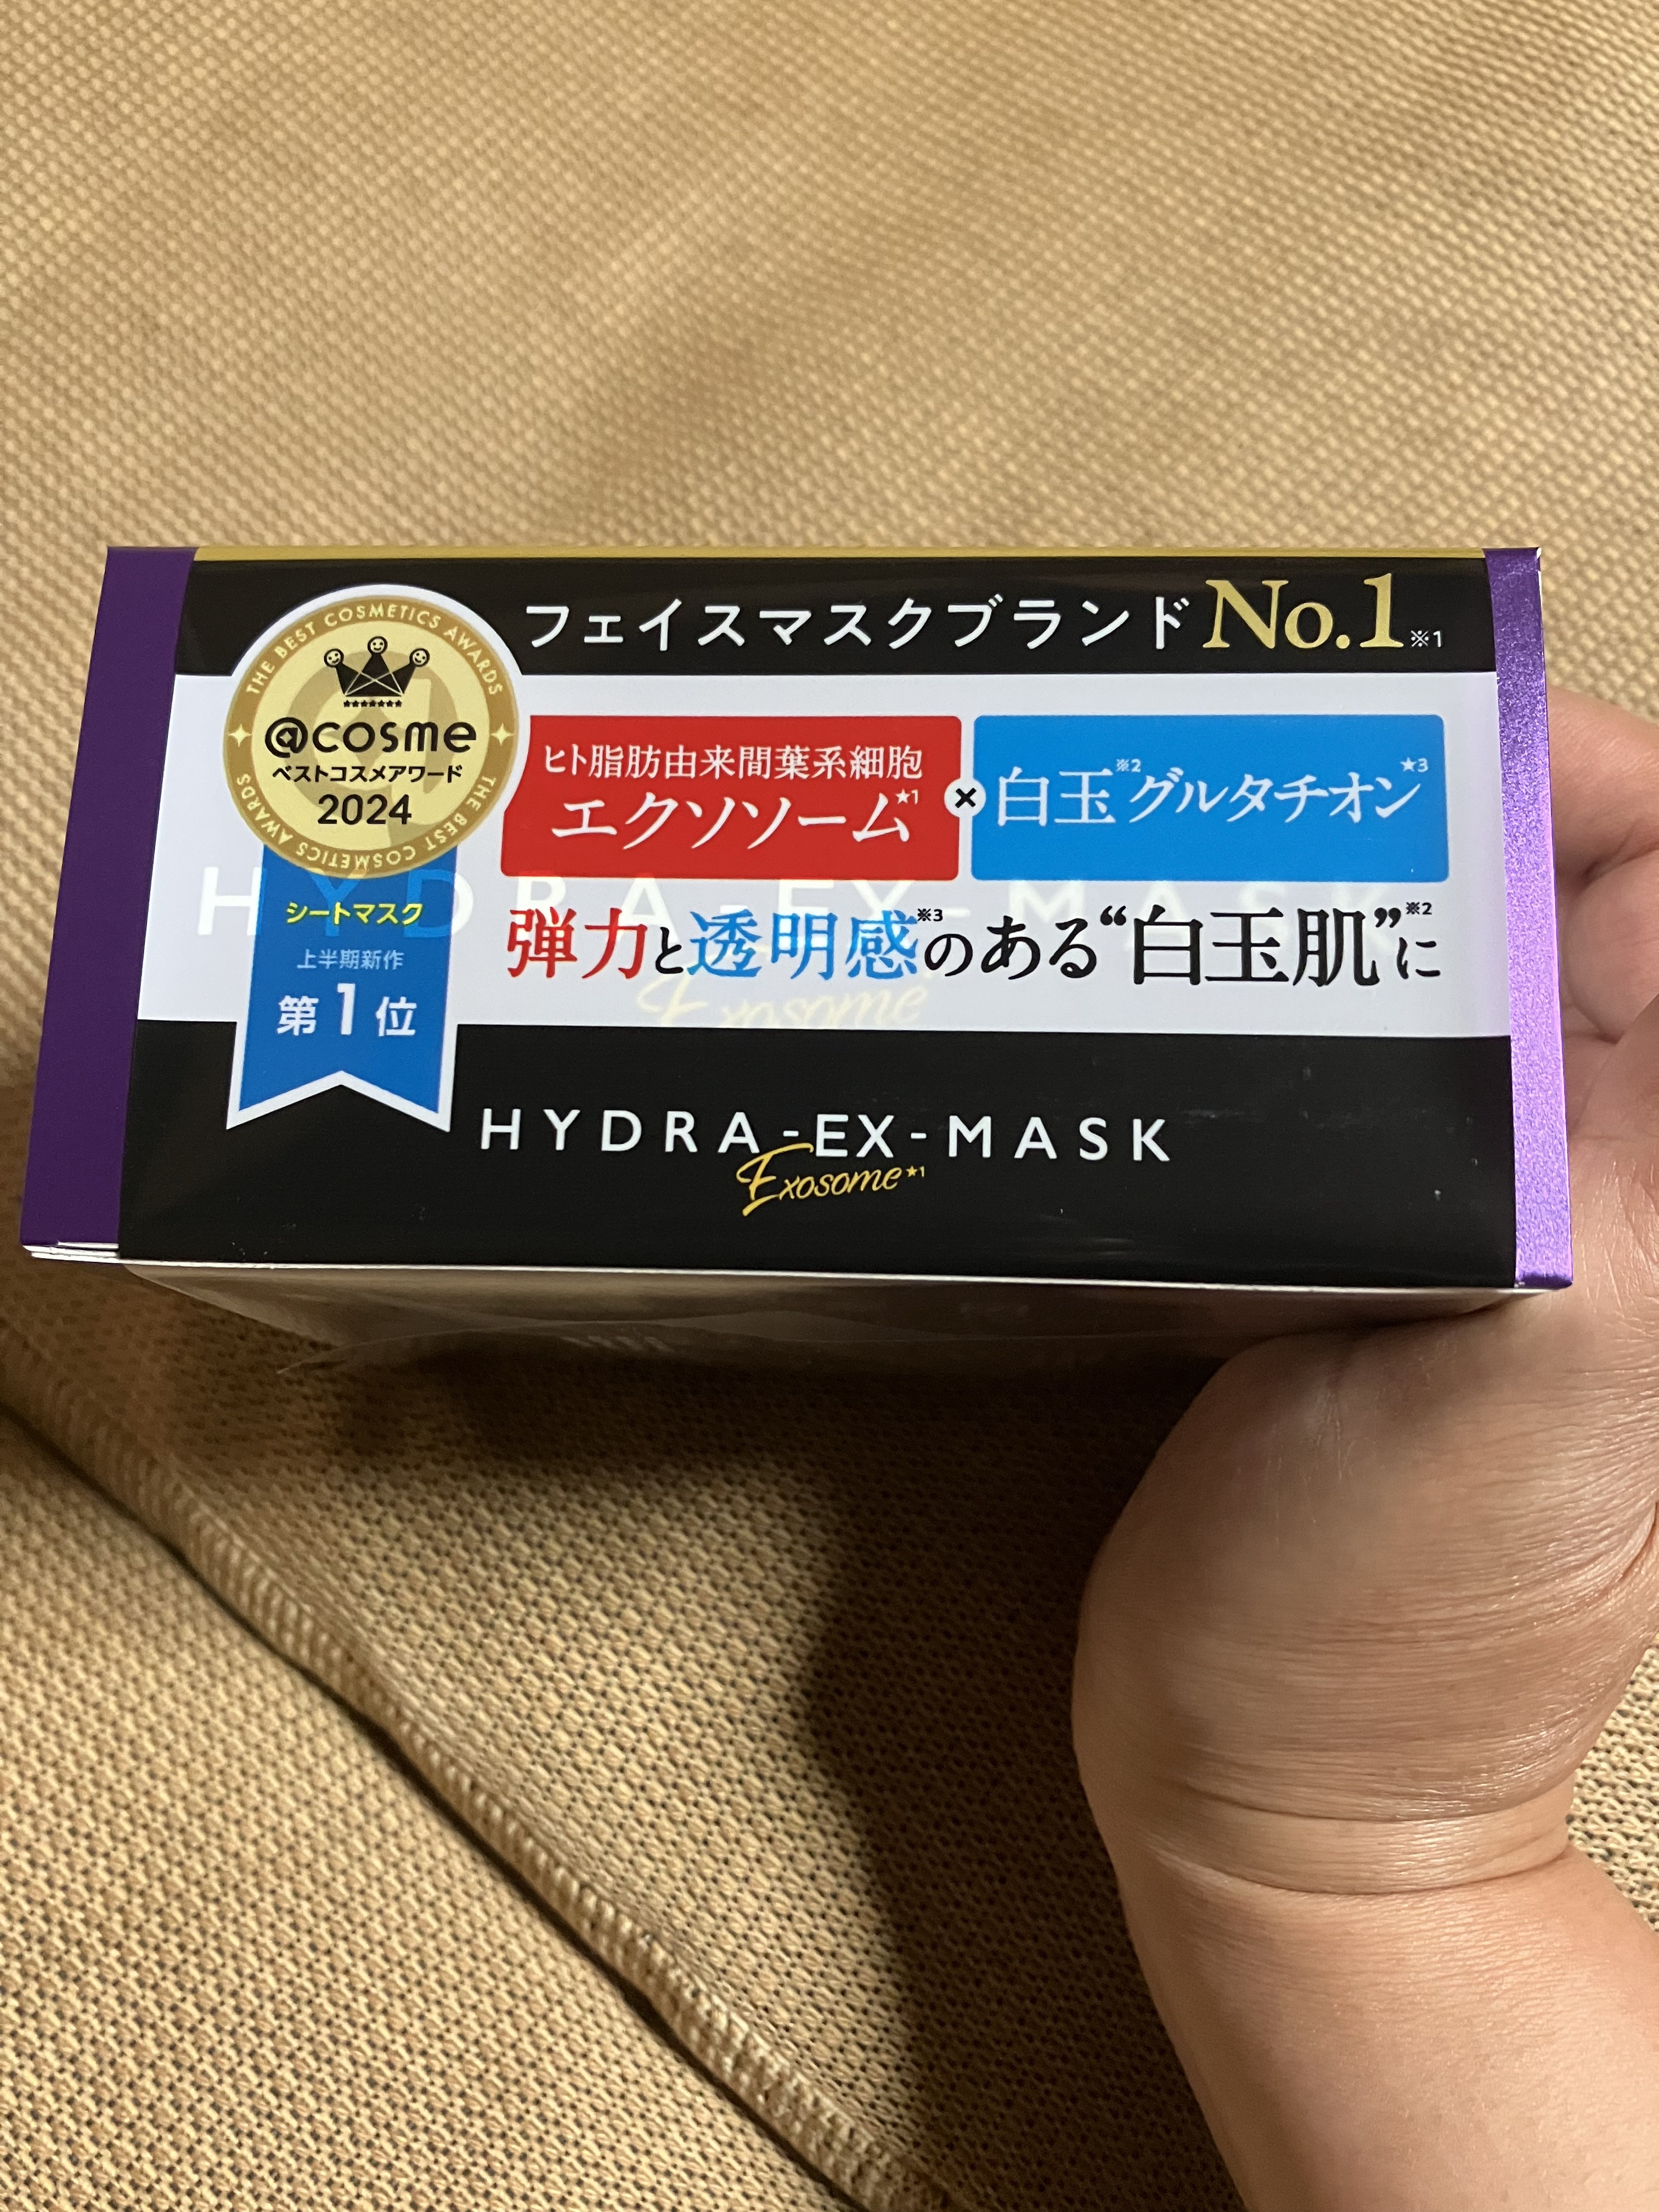 フェイスマスクブランドNo.1※1
THE BEST COSMETICS AWARDS
@cosme
ベストコスメアワード
2024
THE BEST COSMETICS AWARDS
シートマスク
上半期新作
第1位
ヒト脂肪由来間葉系細胞
エクソソーム★1
×
白玉※2グルタチオン★3
弾力と透明感※3のある“白玉肌”※2に
HYDRA-EX-MASK
Exosome
HYDRA-EX-MASK
Exosome★1